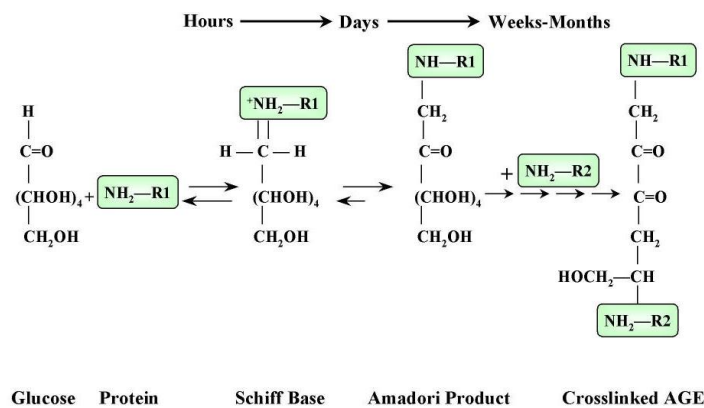 Hours Days Weeks-Months
NH—R1 NH—R1
⁺NH₂—R1
H CH₂ CH₂
C=O H—C—H C=O C=O
(CHOH)₄ + NH₂—R1 (CHOH)₄ (CHOH)₄ + NH₂—R2 C=O
CH₂OH CH₂OH CH₂OH CH₂
HOCH₂—CH
NH₂—R2
Glucose Protein Schiff Base Amadori Product Crosslinked AGE